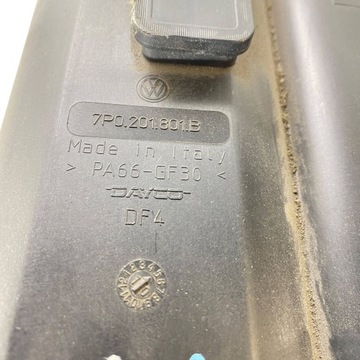 7P0.201.801.B
Made in Italy
> PA66-GF30 <
DAYCO
DF4